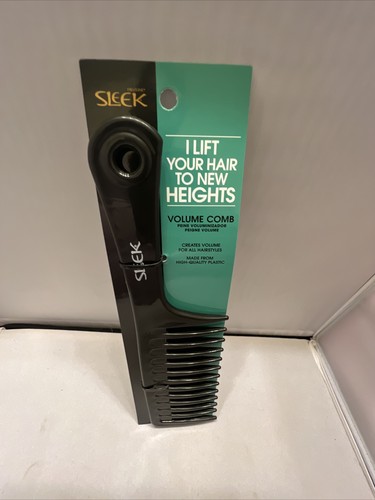 SLEEK
I LIFT
YOUR HAIR
TO NEW
HEIGHTS
VOLUME COMB
PEINE VOLUMINIZADOR
PEIGNE VOLUME
CREATES VOLUME
FOR ALL HAIRSTYLES
MADE FROM
HIGH-QUALITY PLASTIC
SLEEK